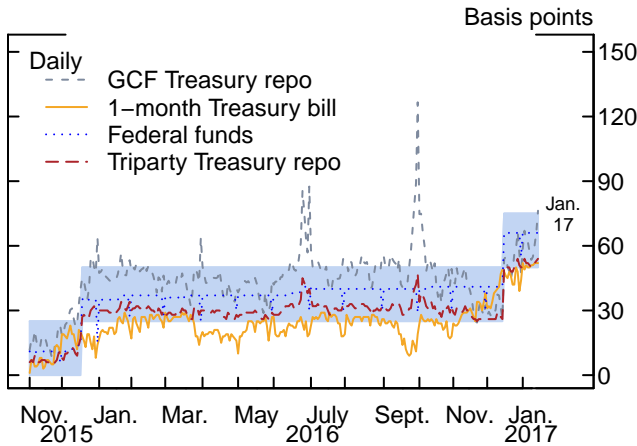 Basis points
Daily
GCF Treasury repo
1−month Treasury bill
Federal funds
Triparty Treasury repo
150
120
90
60
30
0
Jan.
17
Nov. Jan. Mar. May July Sept. Nov. Jan.
2015 2016 2017